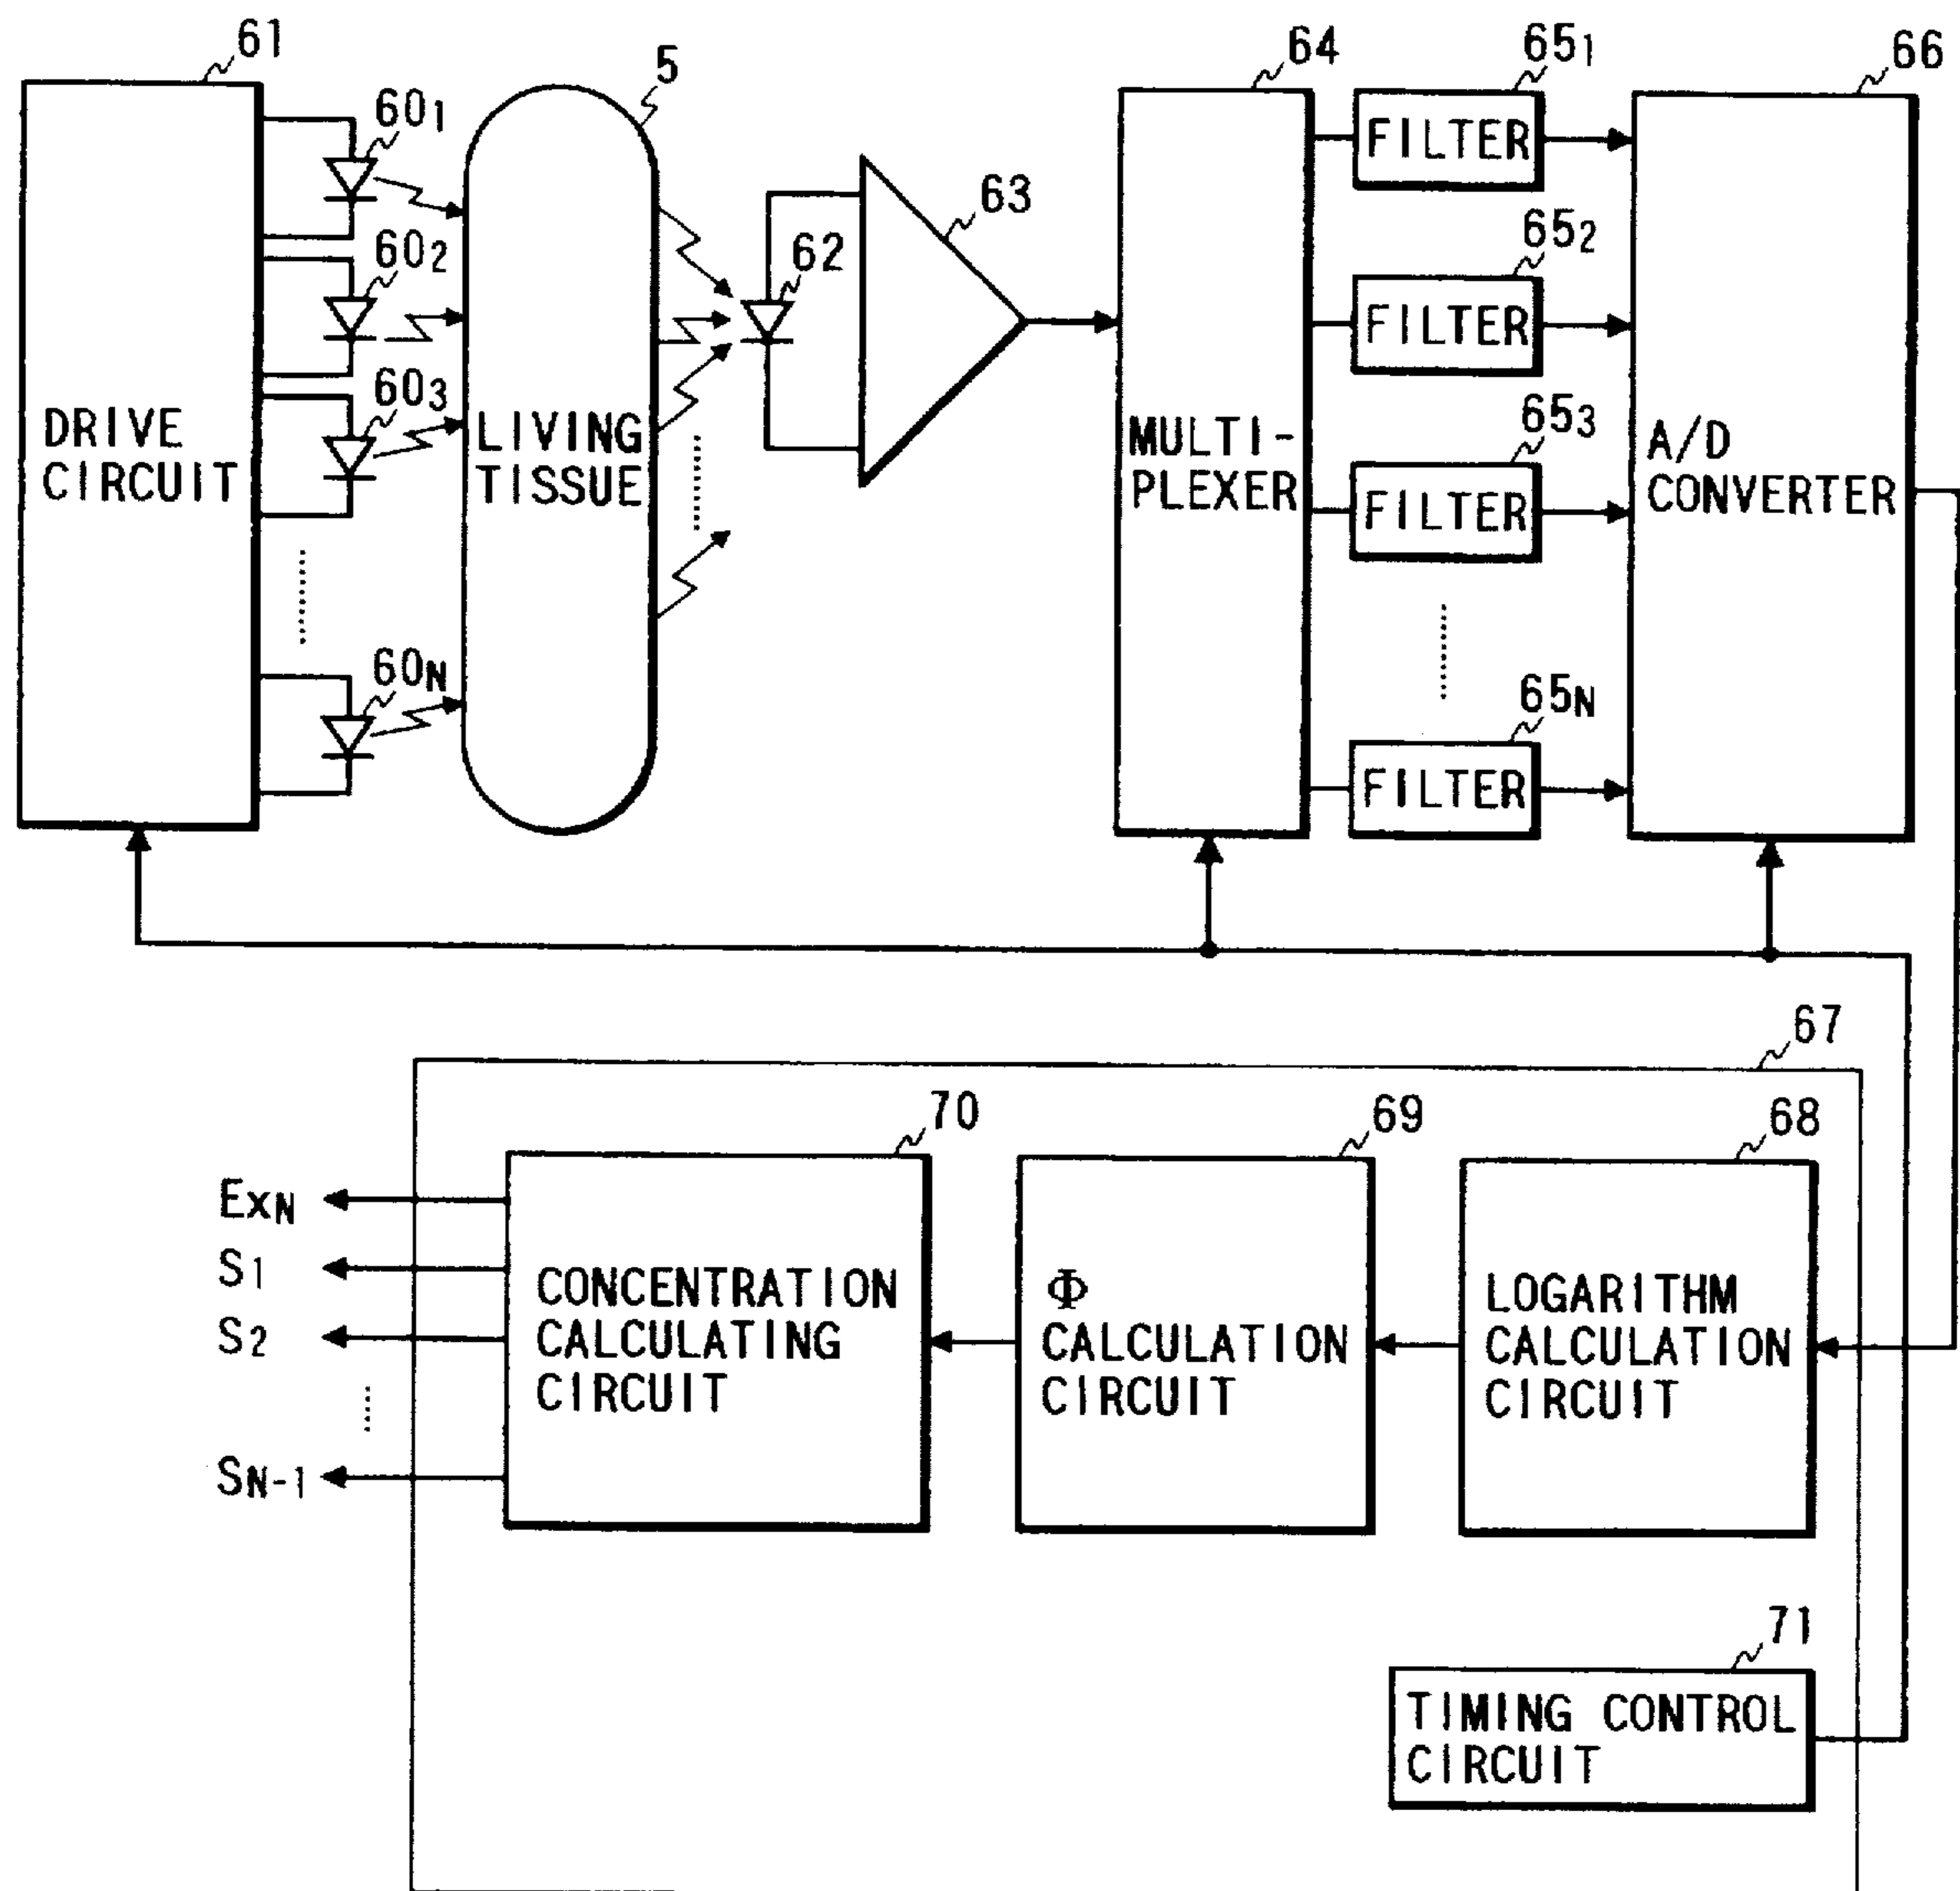 61
60₁
5
64
65₁
66
FILTER
63
60₂
62
65₂
FILTER
60₃
65₃
DRIVE
CIRCUIT
LIVING
TISSUE
MULTI-
PLEXER
FILTER
A/D
CONVERTER
60N
65N
FILTER
67
70
69
68
ExN
S1
S2
SN-1
CONCENTRATION
CALCULATING
CIRCUIT
Φ
CALCULATION
CIRCUIT
LOGARITHM
CALCULATION
CIRCUIT
71
TIMING CONTROL
CIRCUIT